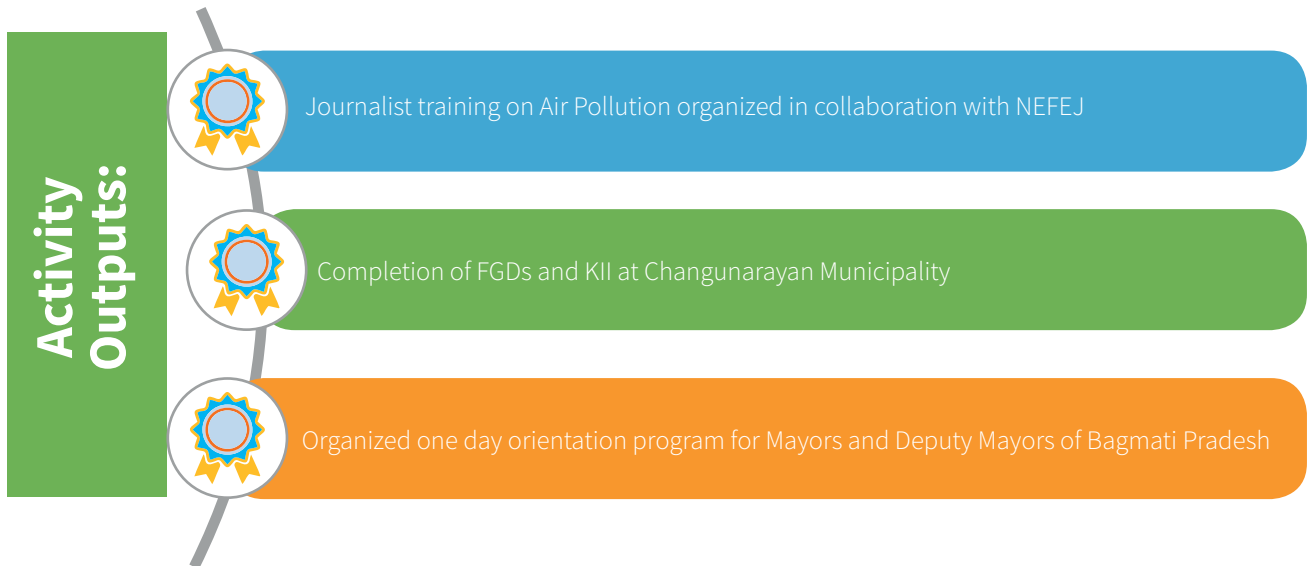 Activity
Outputs:
Journalist training on Air Pollution organized in collaboration with NEFEJ
Completion of FGDs and KII at Changunarayan Municipality
Organized one day orientation program for Mayors and Deputy Mayors of Bagmati Pradesh